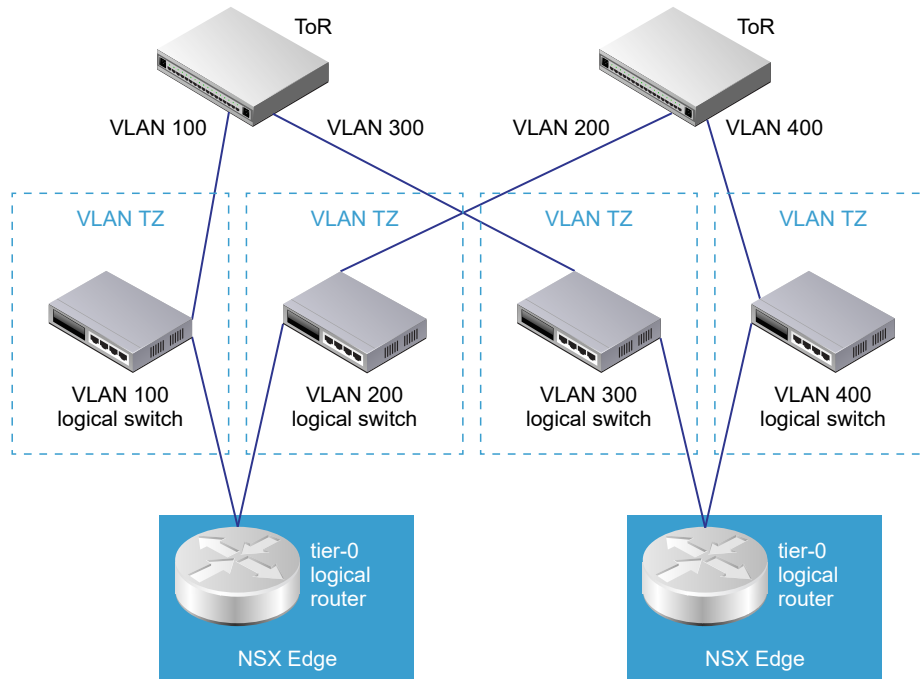 ToR
ToR
VLAN 100
VLAN 300
VLAN 200
VLAN 400
VLAN TZ
VLAN TZ
VLAN TZ
VLAN TZ
VLAN 100
logical switch
VLAN 200
logical switch
VLAN 300
logical switch
VLAN 400
logical switch
tier-0
logical
router
NSX Edge
tier-0
logical
router
NSX Edge